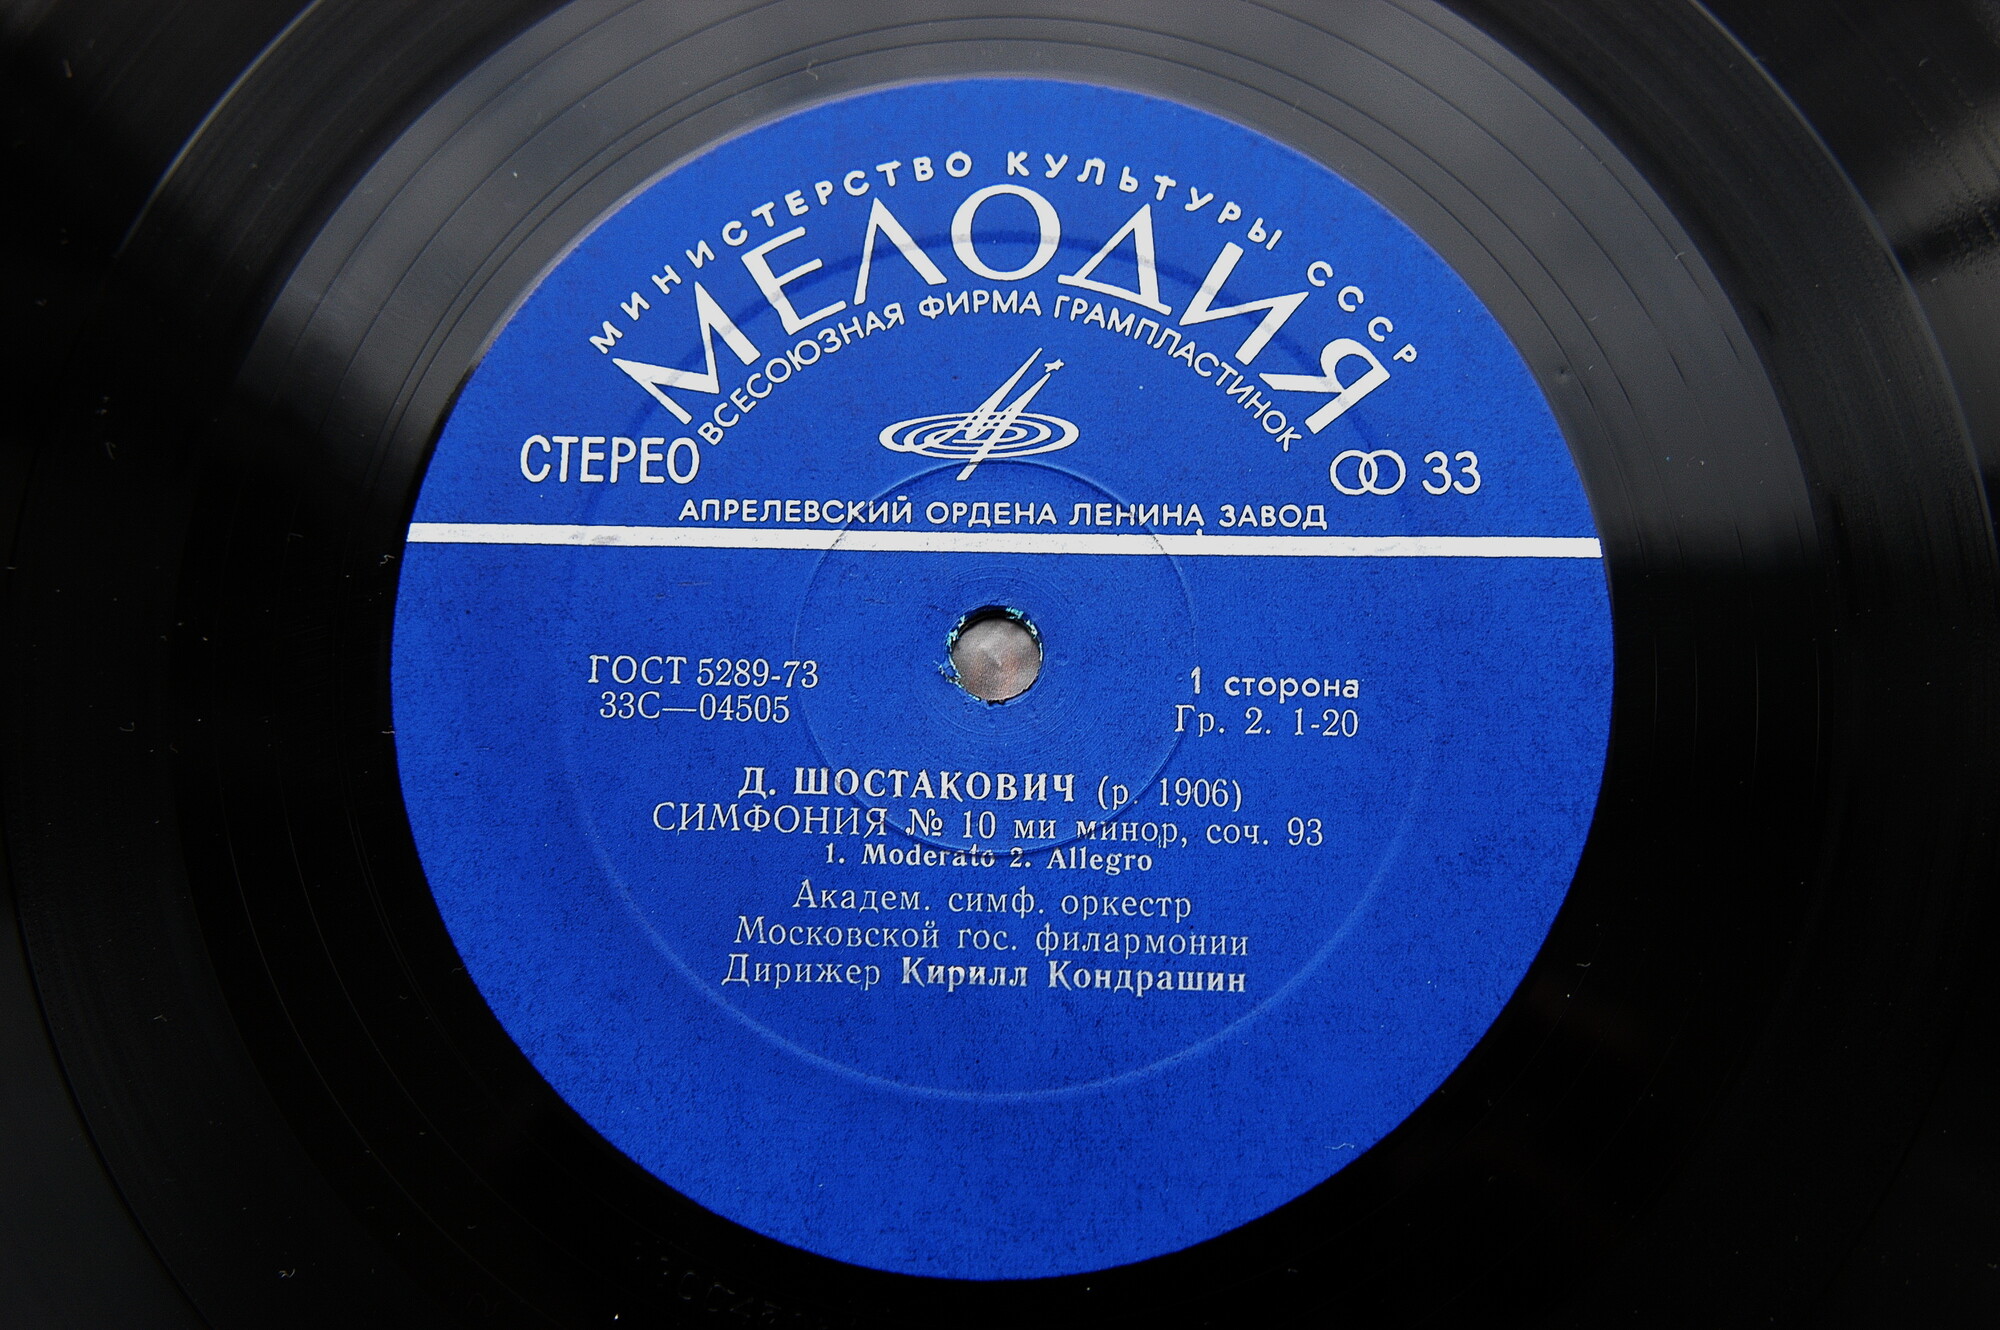 МИНИСТЕРСТВО КУЛЬТУРЫ СССР
МЕЛОДИЯ
ВСЕСОЮЗНАЯ ФИРМА ГРАМПЛАСТИНОК
СТЕРЕО
33
АПРЕЛЕВСКИЙ ОРДЕНА ЛЕНИНА ЗАВОД
ГОСТ 5289-73
33С—04505
1 сторона
Гр. 2. 1-20
Д. ШОСТАКОВИЧ (р. 1906)
СИМФОНИЯ № 10 ми минор, соч. 93
1. Moderato 2. Allegro
Академ. симф. оркестр
Московской гос. филармонии
Дирижер Кирилл Кондрашин